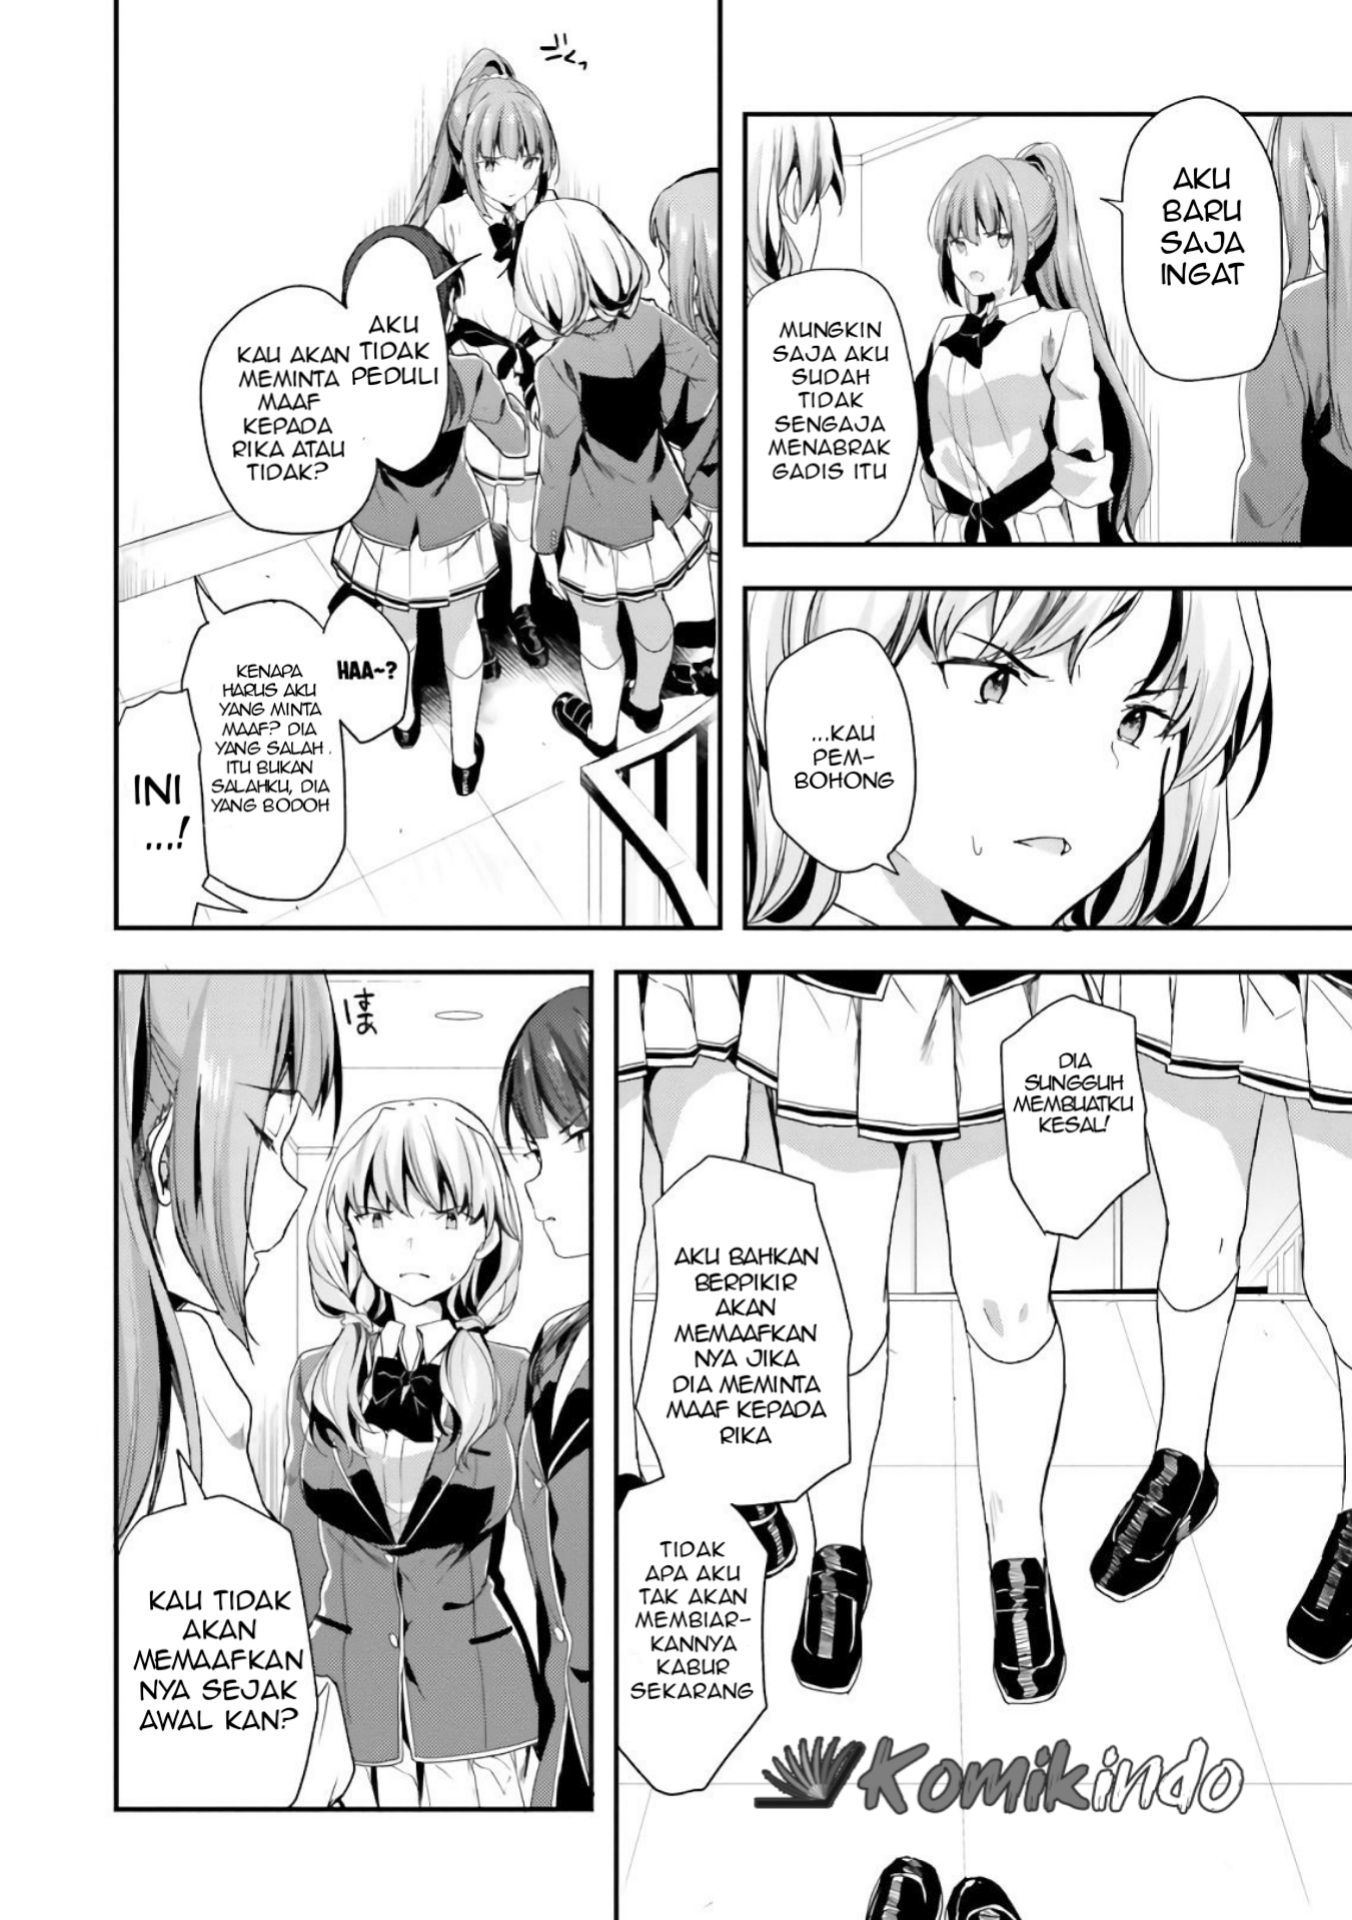 AKU
BARU
SAJA
INGAT
MUNGKIN
SAJA AKU
SUDAH
TIDAK
SENGAJA
MENABRAK
GADIS ITU
...KAU
PEM-
BOHONG
AKU
TIDAK
PEDULI
KAU AKAN
MEMINTA
MAAF
KEPADA
RIKA ATAU
TIDAK?
HAA~?
KENAPA
HARUS AKU
YANG MINTA
MAAF? DIA
YANG SALAH.
ITU BUKAN
SALAHKU, DIA
YANG BODOH
INI
...!
DIA
SUNGGUH
MEMBUATKU
KESAL!
AKU BAHKAN
BERPIKIR
AKAN
MEMAAFKAN
NYA JIKA
DIA MEMINTA
MAAF KEPADA
RIKA
TIDAK
APA AKU
TAK AKAN
MEMBIAR-
KANNYA
KABUR
SEKARANG
Komikindo
はぁ
KAU TIDAK
AKAN
MEMAAFKAN
NYA SEJAK
AWAL KAN?